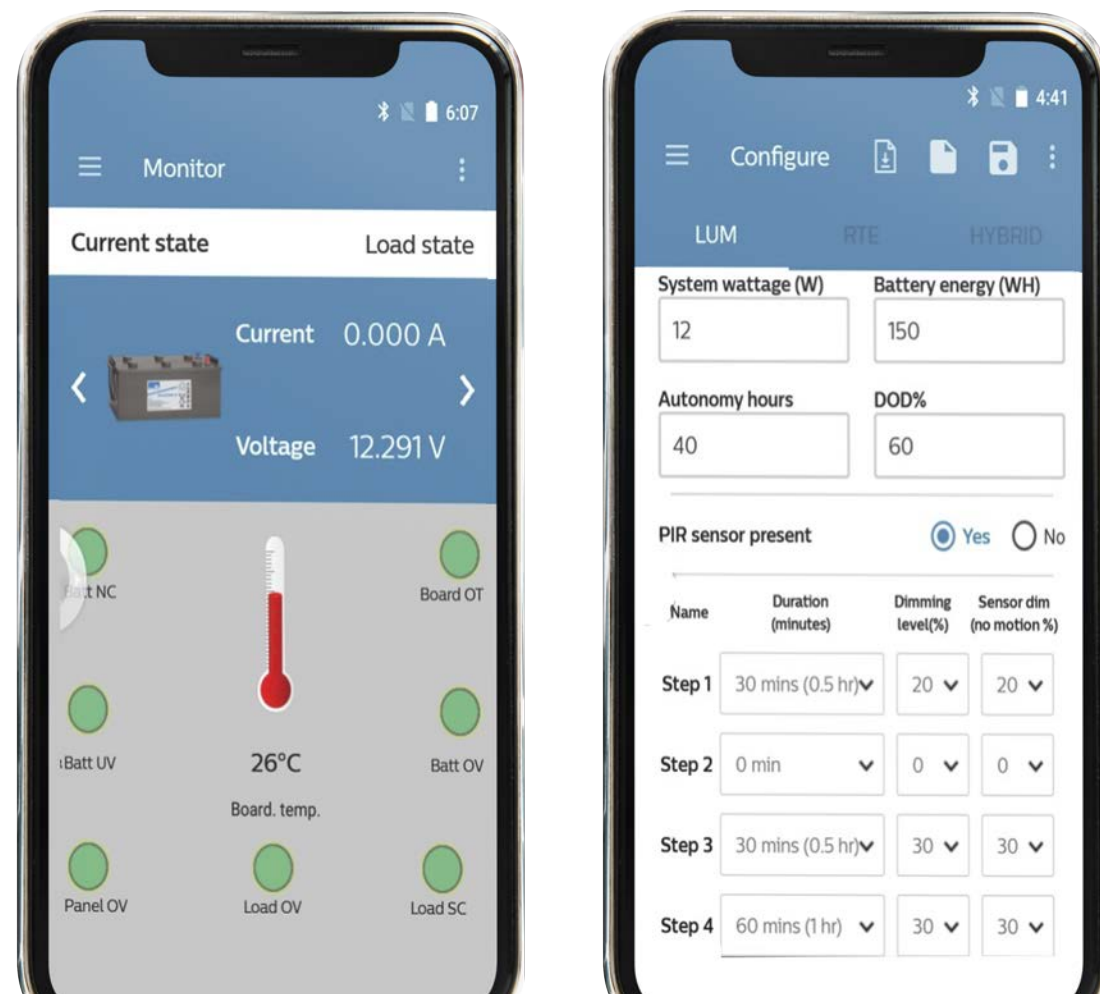 6:07
Monitor
Current state Load state
Current 0.000 A
Voltage 12.291 V
Batt NC Board OT
Batt UV 26°C Batt OV
Board. temp.
Panel OV Load OV Load SC
4:41
Configure
LUM RTE HYBRID
System wattage (W) Battery energy (WH)
12 150
Autonomy hours DOD%
40 60
PIR sensor present Yes No
Name Duration (minutes) Dimming level(%) Sensor dim (no motion %)
Step 1 30 mins (0.5 hr) 20 20
Step 2 0 min 0 0
Step 3 30 mins (0.5 hr) 30 30
Step 4 60 mins (1 hr) 30 30